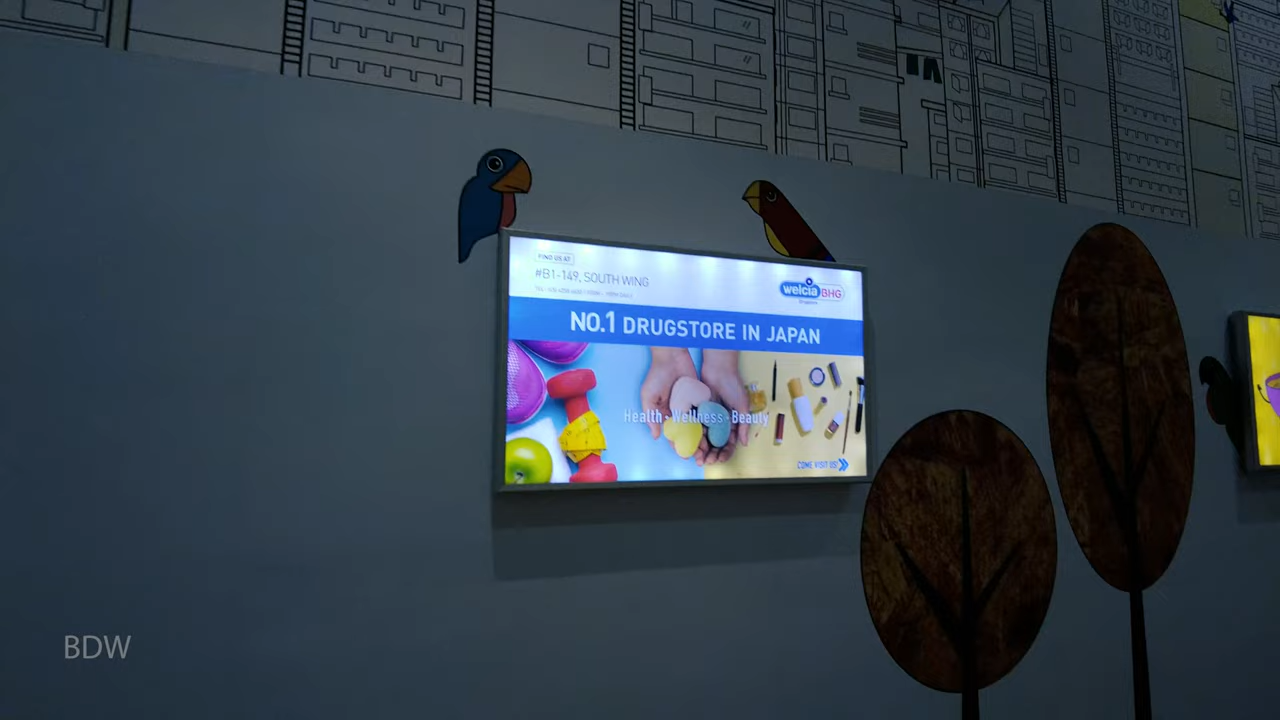 FIND US AT
#B1-149, SOUTH WING
welcia BHG
NO.1 DRUGSTORE IN JAPAN
Health · Wellness · Beauty
COME VISIT US!
BDW